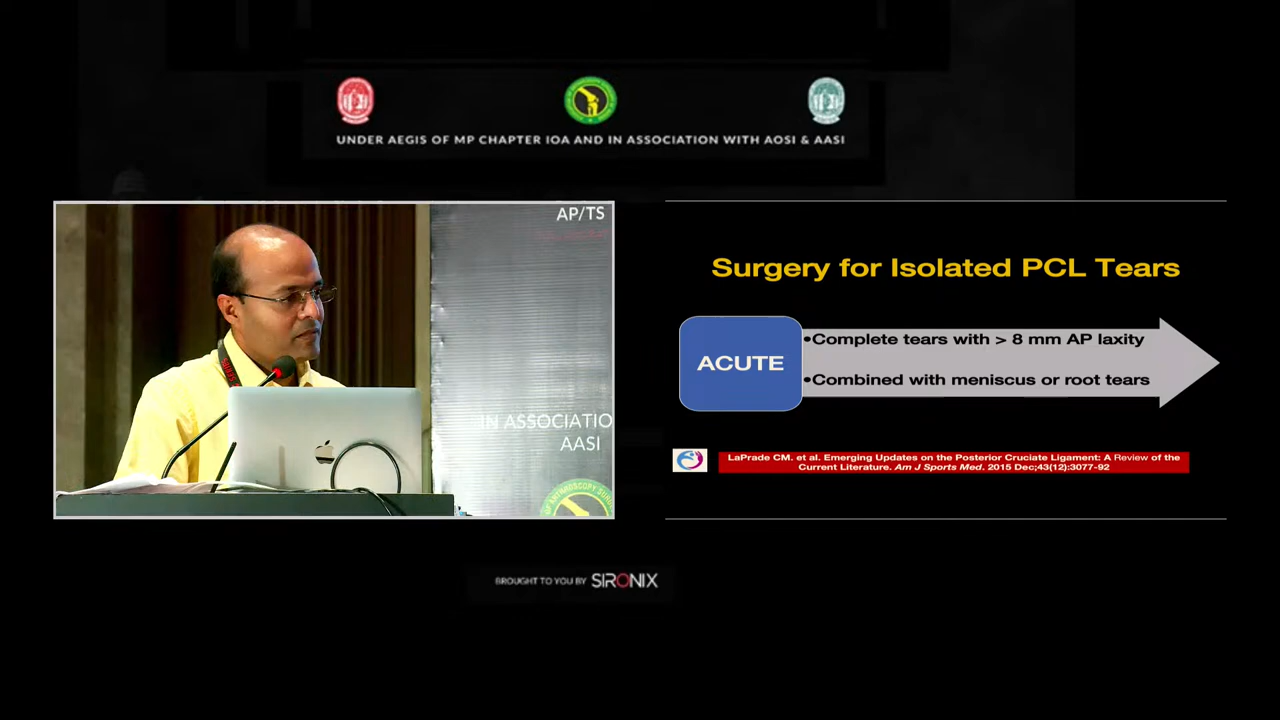 UNDER AEGIS OF MP CHAPTER IOA AND IN ASSOCIATION WITH AOSI & AASI
AP/TS
IN ASSOCIATIO
AASI
OF ARTHROSCOPY SURG
Surgery for Isolated PCL Tears
ACUTE
•Complete tears with > 8 mm AP laxity
•Combined with meniscus or root tears
LaPrade CM. et al. Emerging Updates on the Posterior Cruciate Ligament: A Review of the
Current Literature. Am J Sports Med. 2015 Dec;43(12):3077-92
BROUGHT TO YOU BY SIRONIX